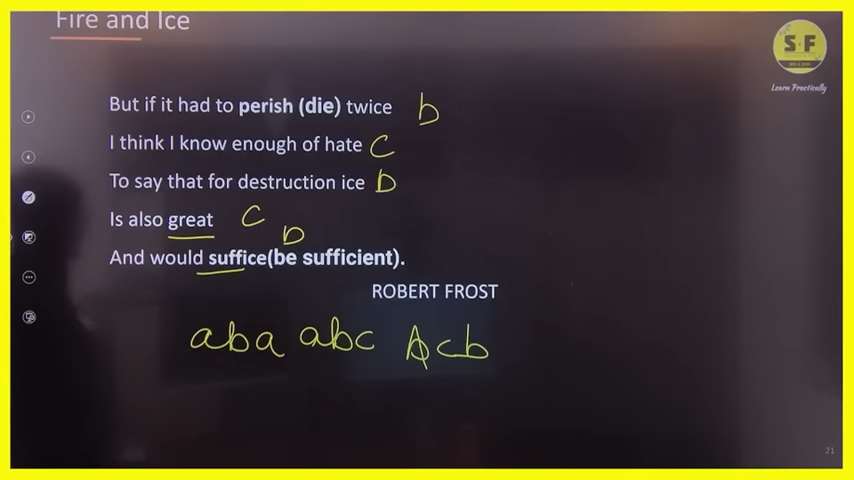 Fire and Ice
S F
Learn Practically
But if it had to perish (die) twice b
I think I know enough of hate c
To say that for destruction ice b
Is also great c
b
And would suffice(be sufficient).
ROBERT FROST
aba abc bcb
21